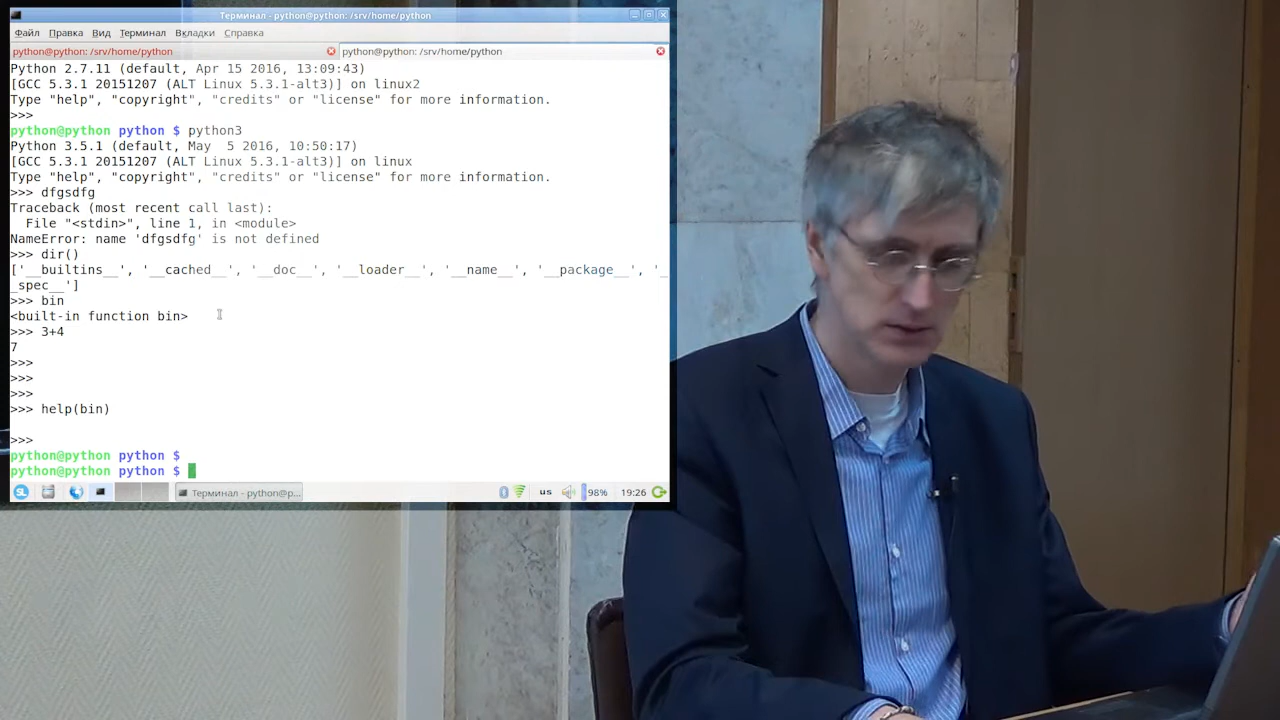 Терминал - python@python: /srv/home/python
Файл Правка Вид Терминал Вкладки Справка
python@python: /srv/home/python python@python: /srv/home/python
Python 2.7.11 (default, Apr 15 2016, 13:09:43)
[GCC 5.3.1 20151207 (ALT Linux 5.3.1-alt3)] on linux2
Type "help", "copyright", "credits" or "license" for more information.
>>>
python@python python $ python3
Python 3.5.1 (default, May  5 2016, 10:50:17)
[GCC 5.3.1 20151207 (ALT Linux 5.3.1-alt3)] on linux
Type "help", "copyright", "credits" or "license" for more information.
>>> dfgsdfg
Traceback (most recent call last):
  File "<stdin>", line 1, in <module>
NameError: name 'dfgsdfg' is not defined
>>> dir()
['__builtins__', '__cached__', '__doc__', '__loader__', '__name__', '__package__', '_
_spec__']
>>> bin
<built-in function bin>
>>> 3+4
7
>>>
>>>
>>>
>>> help(bin)
>>>
python@python python $
python@python python $
Терминал - python@p... us 98% 19:26